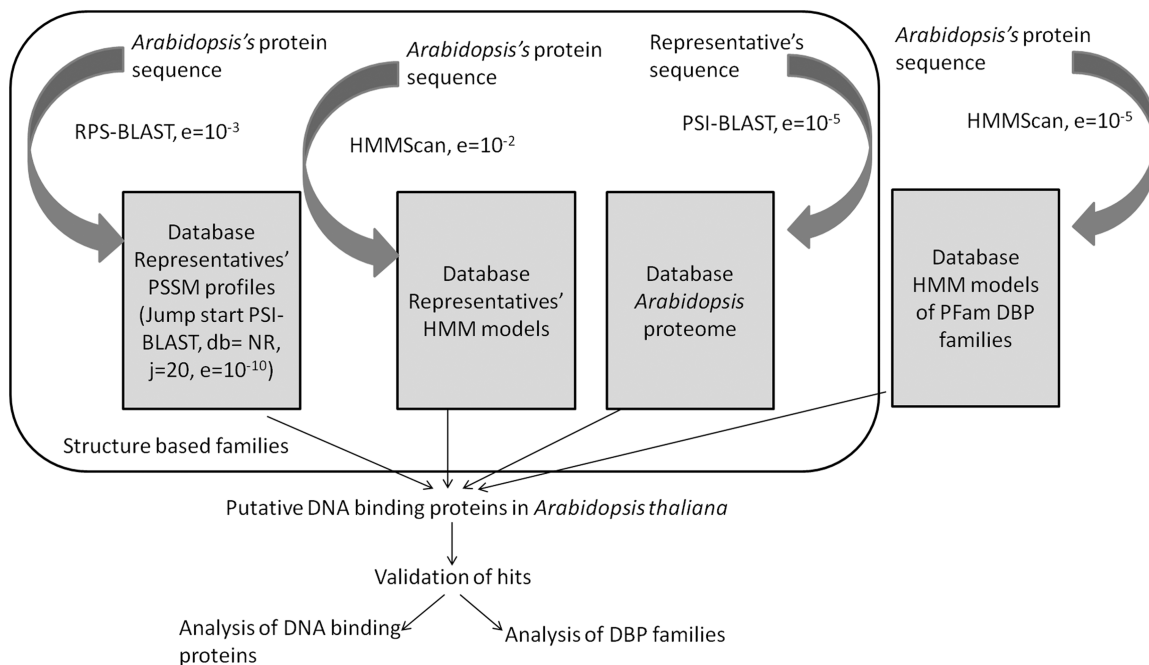 Arabidopsis's protein
sequence
Arabidopsis's protein
sequence
Representative's
sequence
Arabidopsis's protein
sequence
RPS-BLAST, e=10⁻³
HMMScan, e=10⁻²
PSI-BLAST, e=10⁻⁵
HMMScan, e=10⁻⁵
Database
Representatives'
PSSM profiles
(Jump start PSI-
BLAST, db= NR,
j=20, e=10⁻¹⁰)
Database
Representatives'
HMM models
Database
Arabidopsis
proteome
Database
HMM models
of PFam DBP
families
Structure based families
Putative DNA binding proteins in Arabidopsis thaliana
Validation of hits
Analysis of DNA binding
proteins
Analysis of DBP families